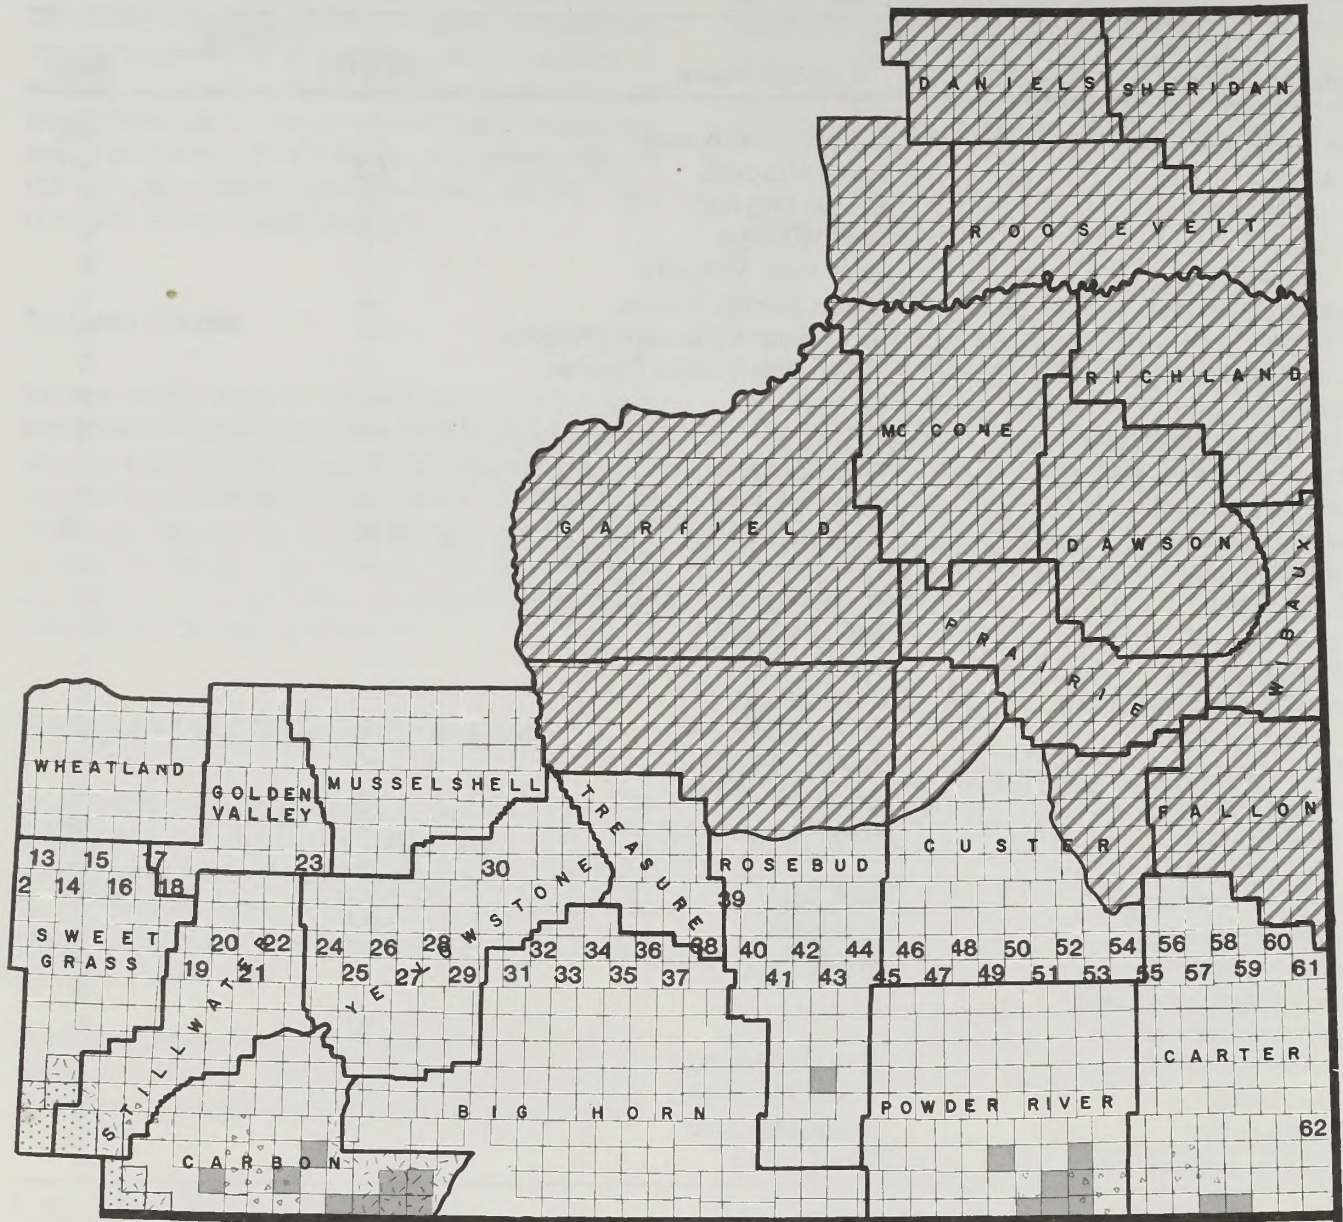 DANIELS
SHERIDAN
ROOSEVELT
RICHLAND
MC CONE
GARFIELD
DAWSON
WIBAUX
PRAIRIE
WHEATLAND
GOLDEN
VALLEY
MUSSELSHELL
TREASURE
FALLON
CUSTER
ROSEBUD
YELLOWSTONE
13 15 17 23 30
2 14 16 18
39
SWEET
GRASS
20 22 24 26 28 32 34 36 38 40 42 44 46 48 50 52 54 56 58 60
19 21 25 27 29 31 33 35 37 41 43 45 47 49 51 53 55 57 59 61
STILLWATER
CARTER
BIG HORN
POWDER RIVER
62
CARBON